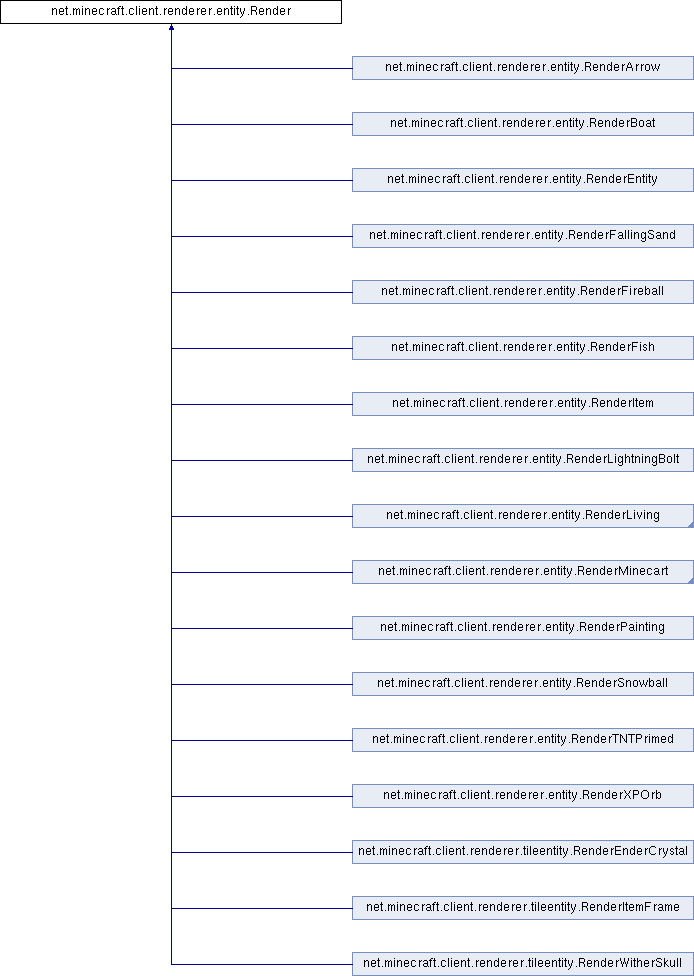 net.minecraft.client.renderer.entity.Render
net.minecraft.client.renderer.entity.RenderArrow
net.minecraft.client.renderer.entity.RenderBoat
net.minecraft.client.renderer.entity.RenderEntity
net.minecraft.client.renderer.entity.RenderFallingSand
net.minecraft.client.renderer.entity.RenderFireball
net.minecraft.client.renderer.entity.RenderFish
net.minecraft.client.renderer.entity.RenderItem
net.minecraft.client.renderer.entity.RenderLightningBolt
net.minecraft.client.renderer.entity.RenderLiving
net.minecraft.client.renderer.entity.RenderMinecart
net.minecraft.client.renderer.entity.RenderPainting
net.minecraft.client.renderer.entity.RenderSnowball
net.minecraft.client.renderer.entity.RenderTNTPrimed
net.minecraft.client.renderer.entity.RenderXPOrb
net.minecraft.client.renderer.tileentity.RenderEnderCrystal
net.minecraft.client.renderer.tileentity.RenderItemFrame
net.minecraft.client.renderer.tileentity.RenderWitherSkull